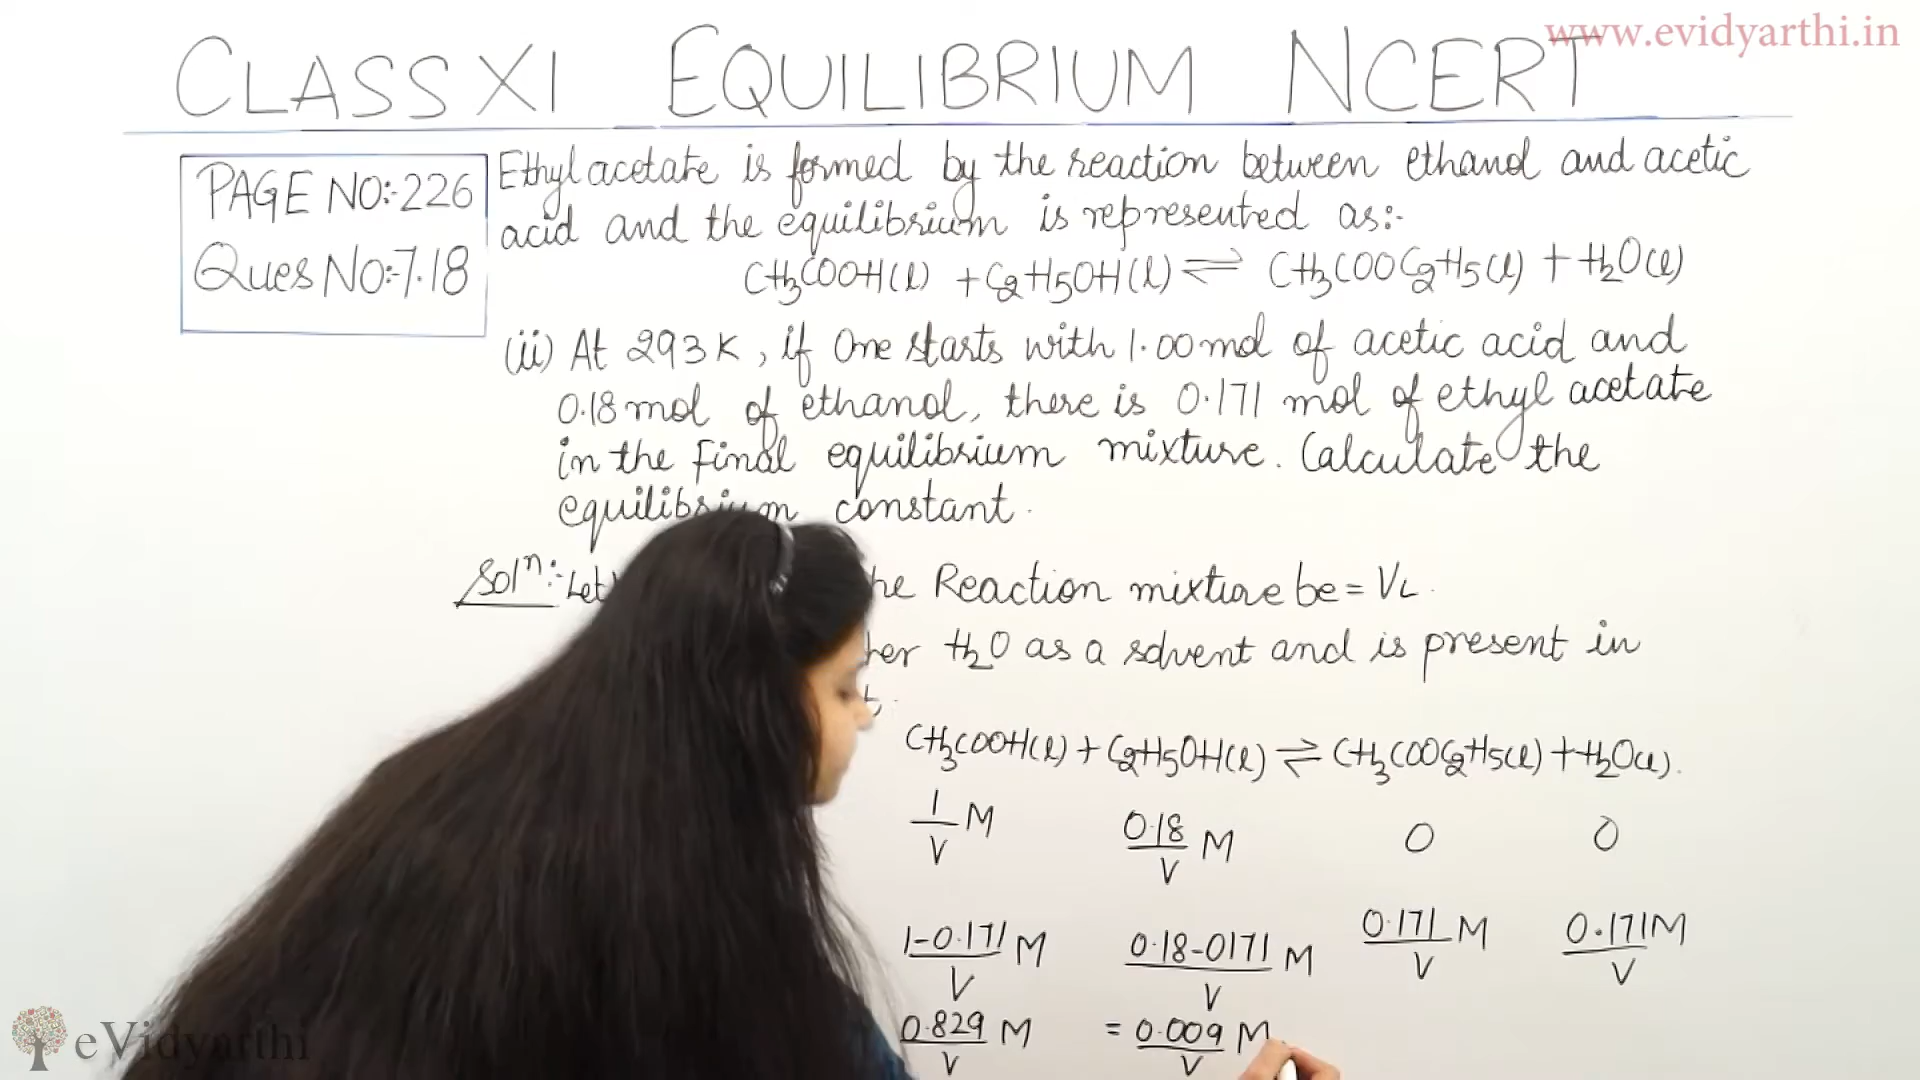 www.evidyarthi.in
CLASS XI EQUILIBRIUM NCERT
PAGE NO:-226
Ques NO:-7.18
Ethyl acetate is formed by the reaction between ethanol and acetic
acid and the equilibrium is represented as:-
CH3COOH(l) + C2H5OH(l) ⇌ CH3COOC2H5(l) + H2O(l)
(ii) At 293K, if One starts with 1.00 mol of acetic acid and
0.18 mol of ethanol, there is 0.171 mol of ethyl acetate
in the Final equilibrium mixture. Calculate the
equilibrium constant.
Solⁿ:- Let the Reaction mixture be = VL.
H2O as a solvent and is present in
CH3COOH(l) + C2H5OH(l) ⇌ CH3COOC2H5(l) + H2O(l).
1/V M 0.18/V M 0 0
1-0.171/V M 0.18-0171/V M 0.171/V M 0.171M/V
0.829/V M = 0.009/V M
eVidyarthi